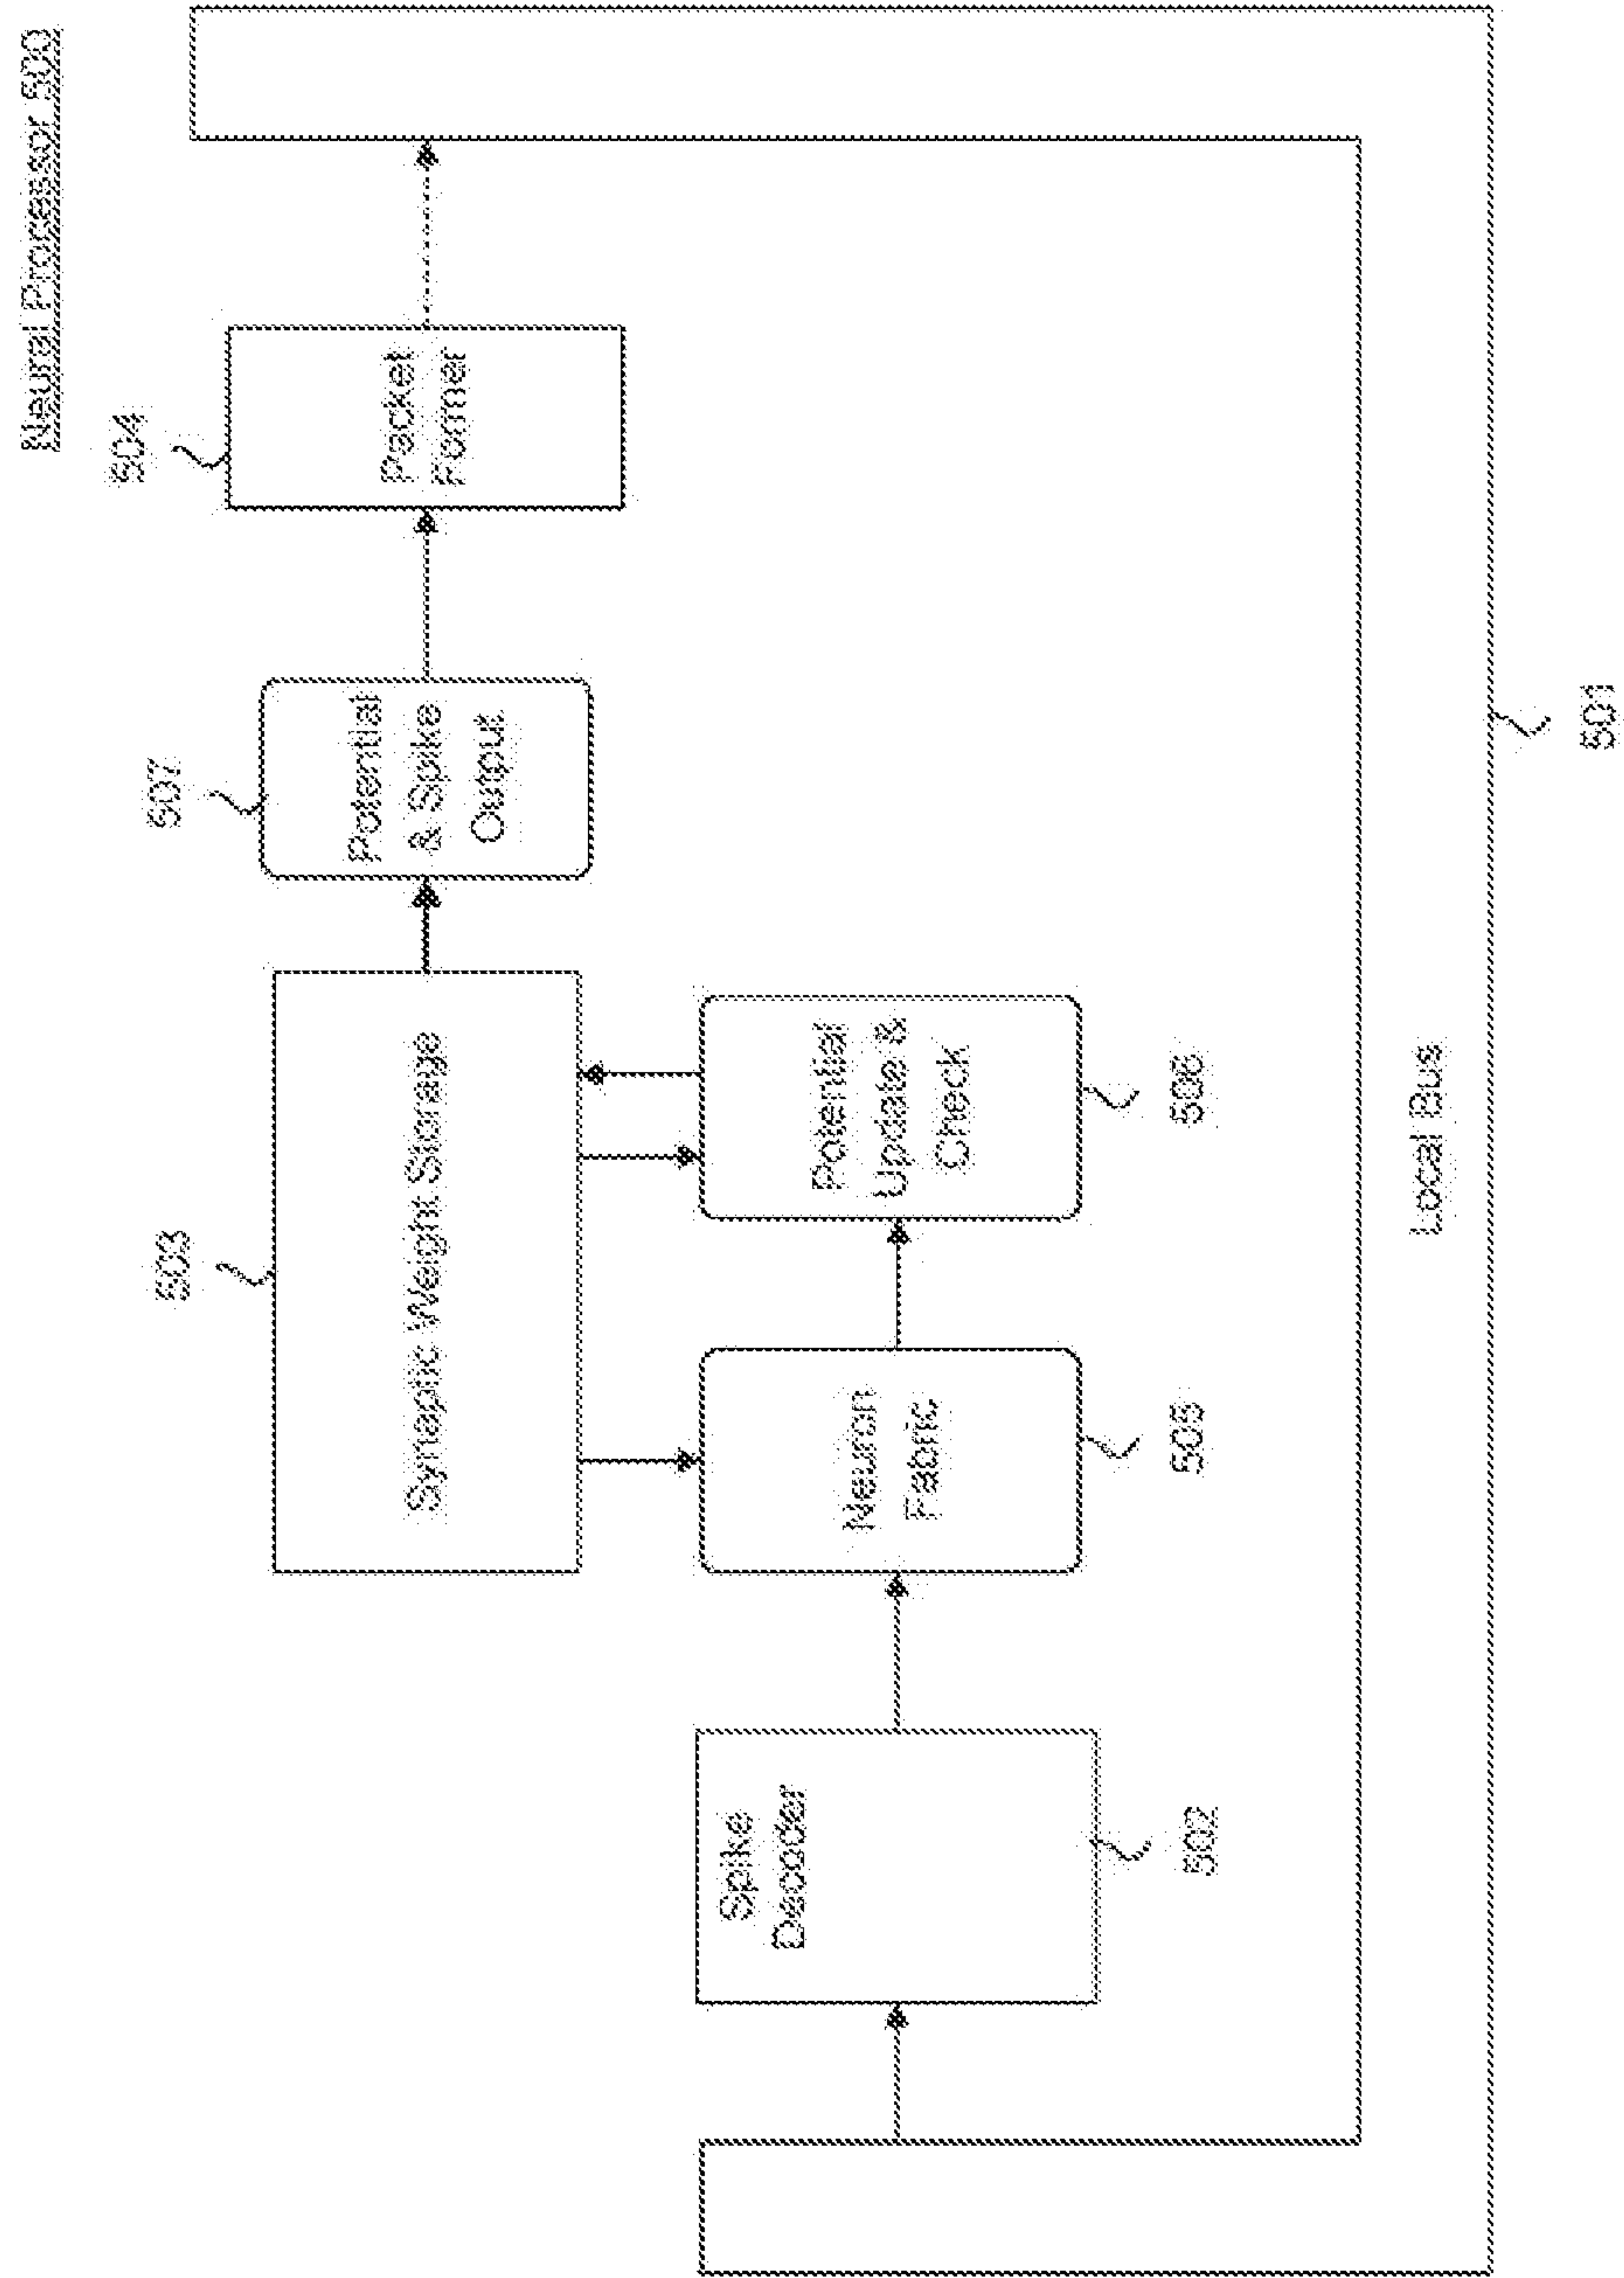 Neural Processor 500
504
Packet
Former
507
Potential
& Spike
Output
503
Synaptic Weight Storage
Potential
Update &
Check
506
Neuron
Fabric
505
Spike
Decoder
502
Local Bus
501